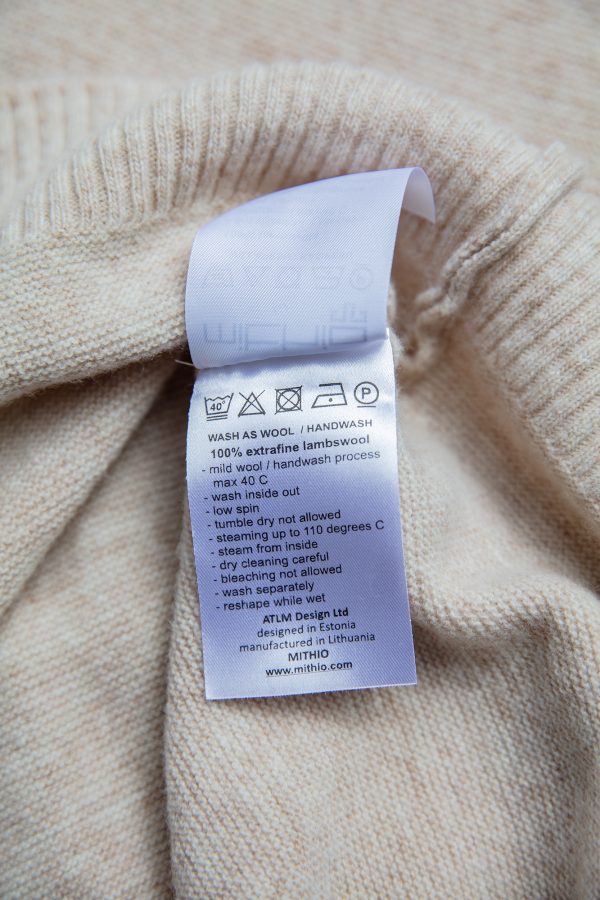 40°
P
WASH AS WOOL / HANDWASH
100% extrafine lambswool
- mild wool / handwash process
max 40 C
- wash inside out
- low spin
- tumble dry not allowed
- steaming up to 110 degrees C
- steam from inside
- dry cleaning careful
- bleaching not allowed
- wash separately
- reshape while wet
ATLM Design Ltd
designed in Estonia
manufactured in Lithuania
MITHIO
www.mithio.com